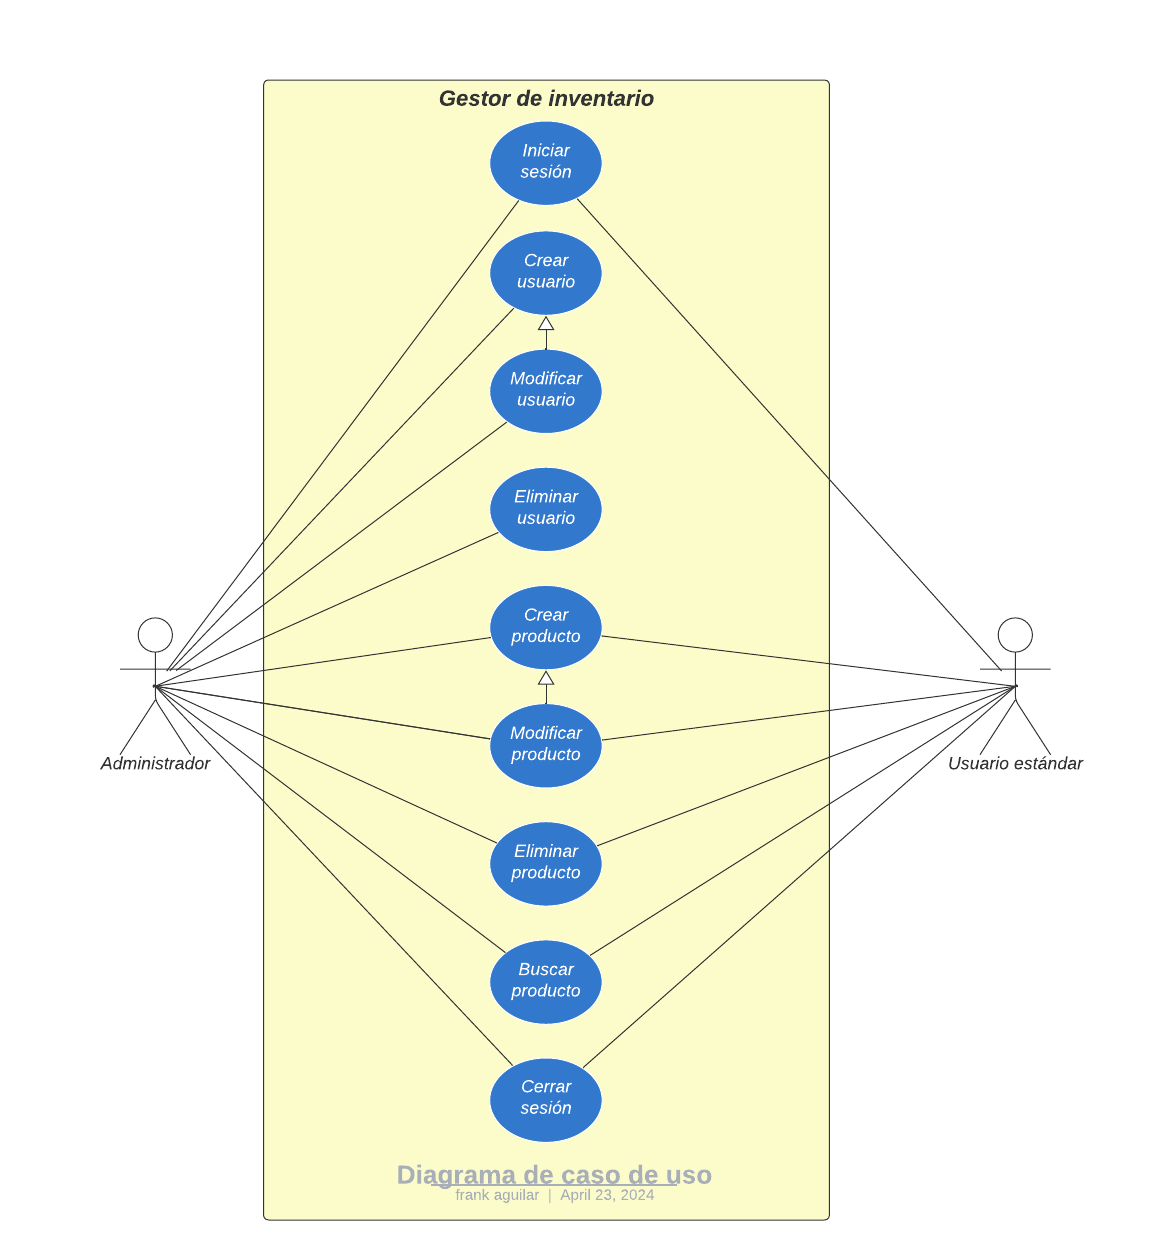 Gestor de inventario
Iniciar
sesión
Crear
usuario
Modificar
usuario
Eliminar
usuario
Crear
producto
Modificar
producto
Administrador
Usuario estándar
Eliminar
producto
Buscar
producto
Cerrar
sesión
Diagrama de caso de uso
frank aguilar | April 23, 2024